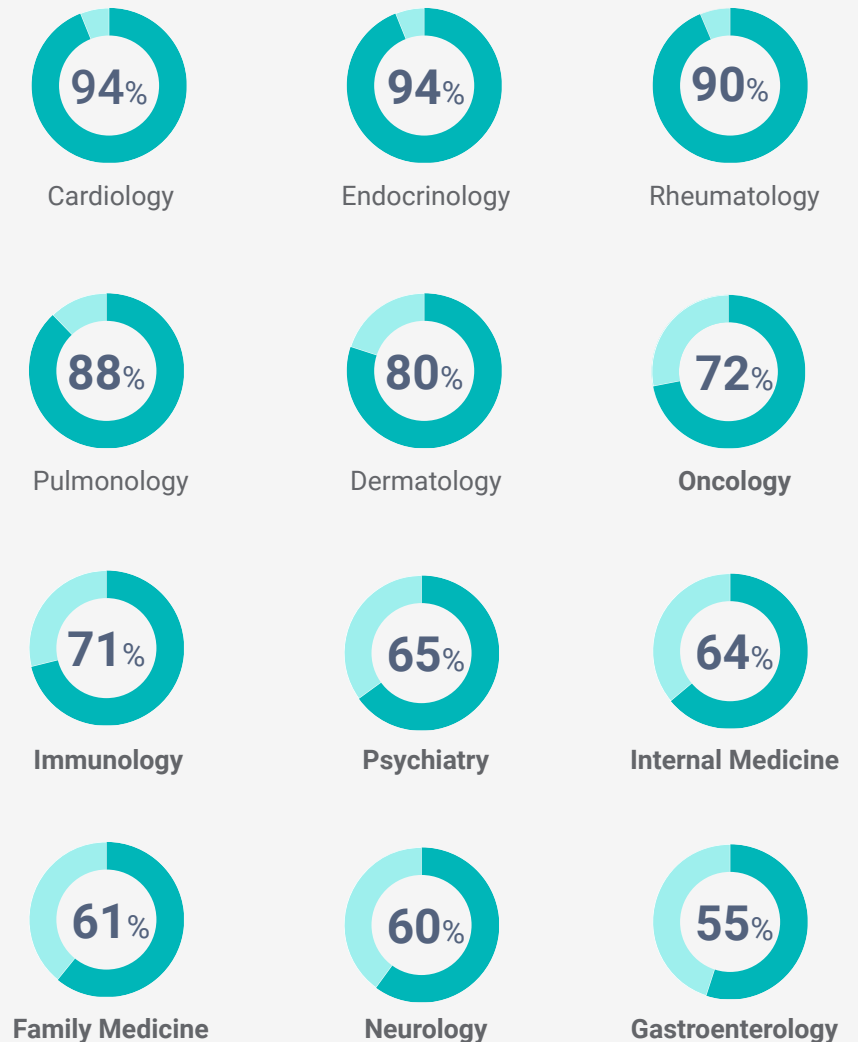 94% 94% 90%
Cardiology Endocrinology Rheumatology
88% 80% 72%
Pulmonology Dermatology Oncology
71% 65% 64%
Immunology Psychiatry Internal Medicine
61% 60% 55%
Family Medicine Neurology Gastroenterology